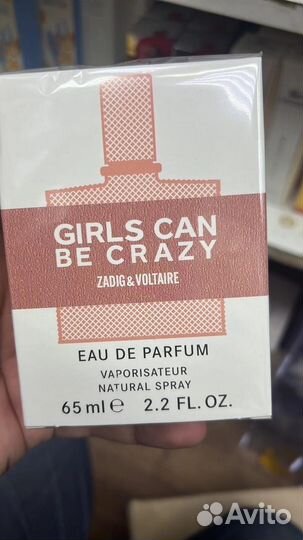 GIRLS CAN
BE CRAZY
ZADIG & VOLTAIRE
EAU DE PARFUM
VAPORISATEUR
NATURAL SPRAY
65 ml ℮ 2.2 FL. OZ.
Avito